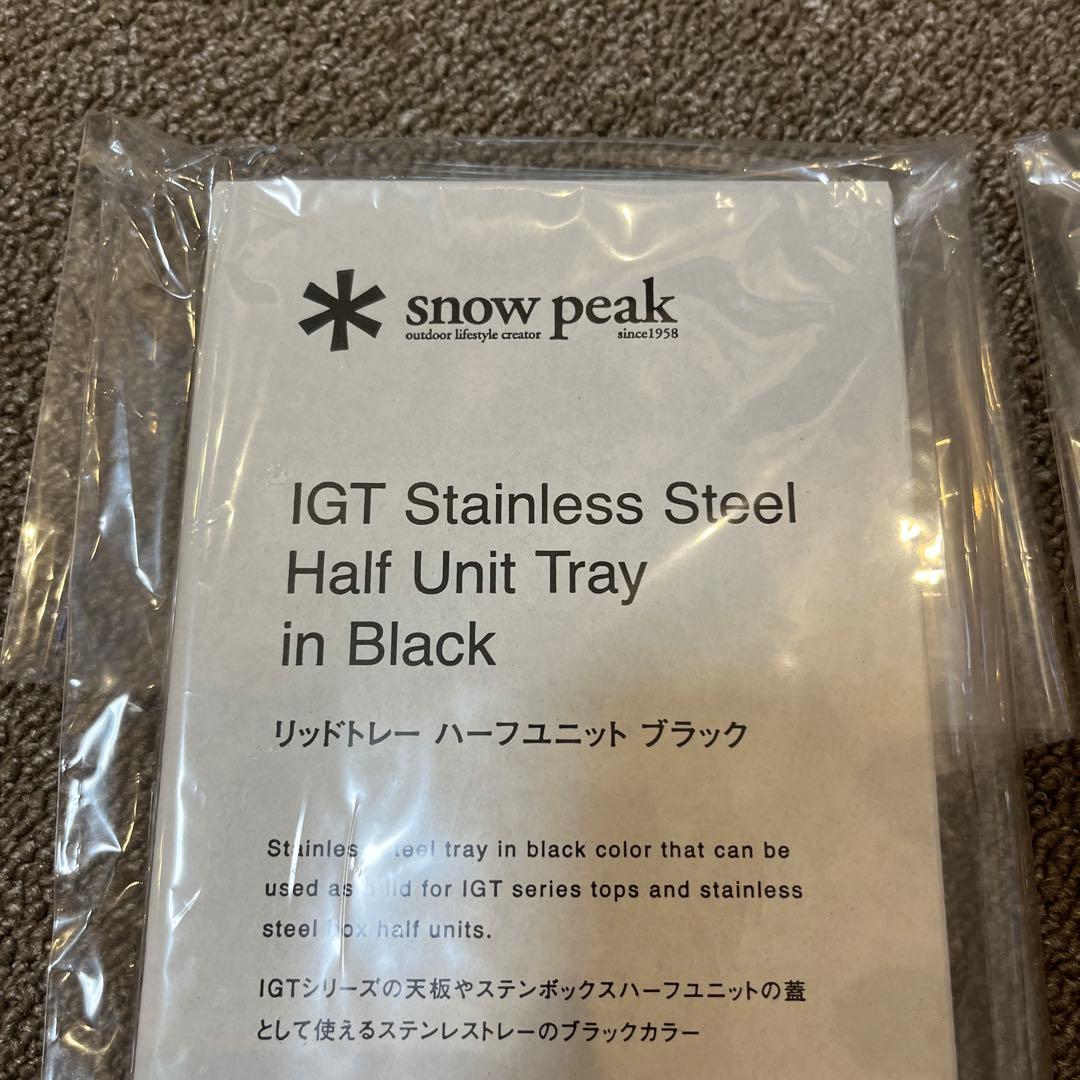 snow peak
outdoor lifestyle creator since1958
IGT Stainless Steel
Half Unit Tray
in Black
リッドトレー ハーフユニット ブラック
Stainless steel tray in black color that can be
used as a lid for IGT series tops and stainless
steel box half units.
IGTシリーズの天板やステンボックスハーフユニットの蓋
として使えるステンレストレーのブラックカラー